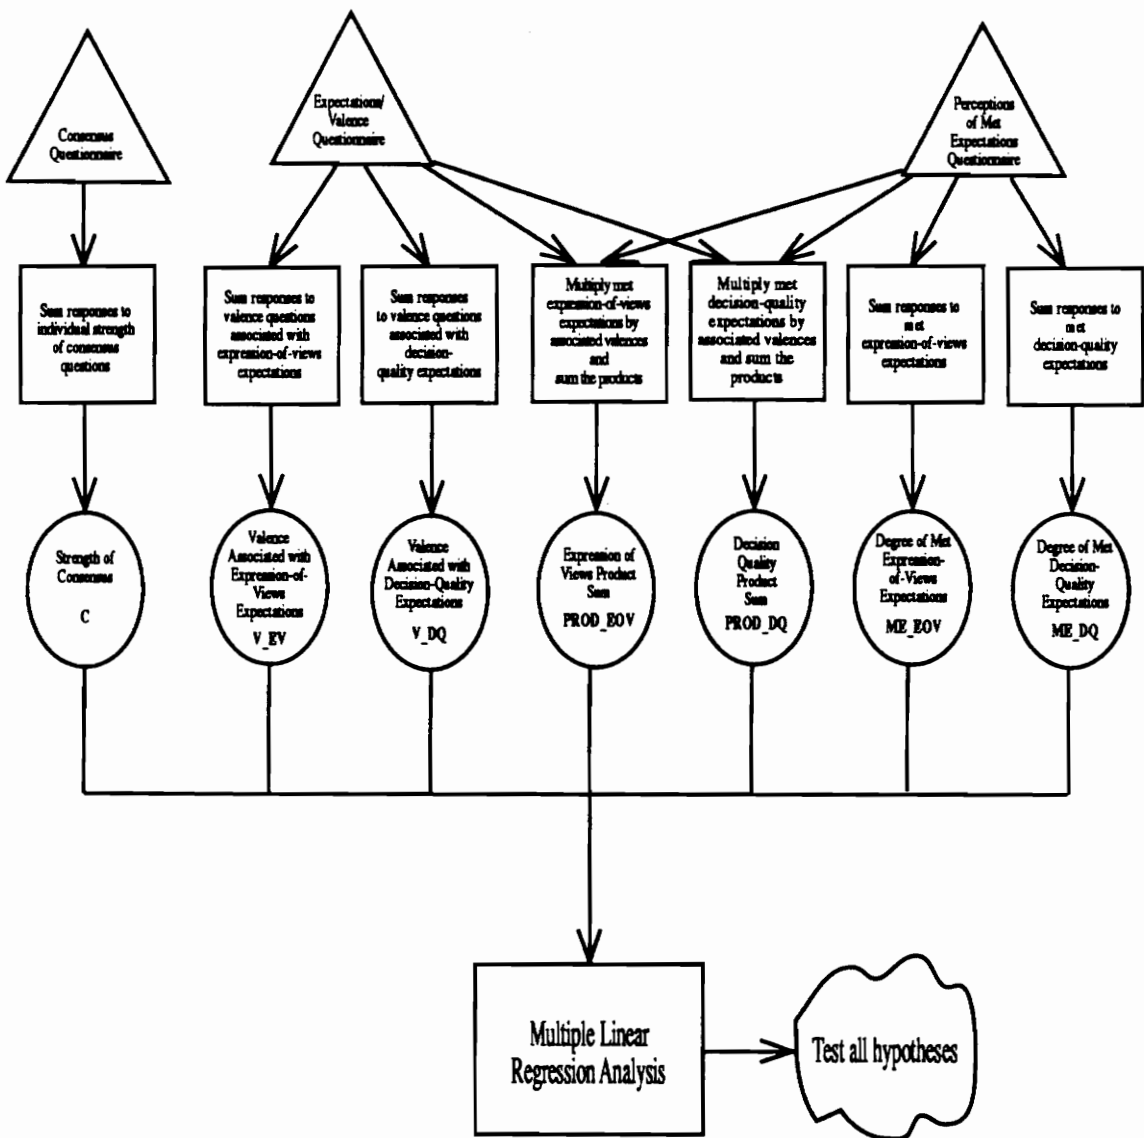 Consensus
Questionnaire
Expectations/
Valence
Questionnaire
Perceptions
of Met
Expectations
Questionnaire
Sum responses to
individual strength
of consensus
questions
Sum responses to
valence questions
associated with
expression-of-views
expectations
Sum responses
to valence questions
associated with
decision-
quality expectations
Multiply met
expression-of-views
expectations by
associated valences
and
sum the products
Multiply met
decision-quality
expectations by
associated valences
and sum the
products
Sum responses to
met
expression-of-views
expectations
Sum responses to
met
decision-quality
expectations
Strength of
Consensus
C
Valence
Associated with
Expression-of-
Views
Expectations
V_EV
Valence
Associated with
Decision-Quality
Expectations
V_DQ
Expression of
Views Product
Sum
PROD_EOV
Decision
Quality
Product
Sum
PROD_DQ
Degree of Met
Expression-
of-Views
Expectations
ME_EOV
Degree of Met
Decision-
Quality
Expectations
ME_DQ
Multiple Linear
Regression Analysis
Test all hypotheses